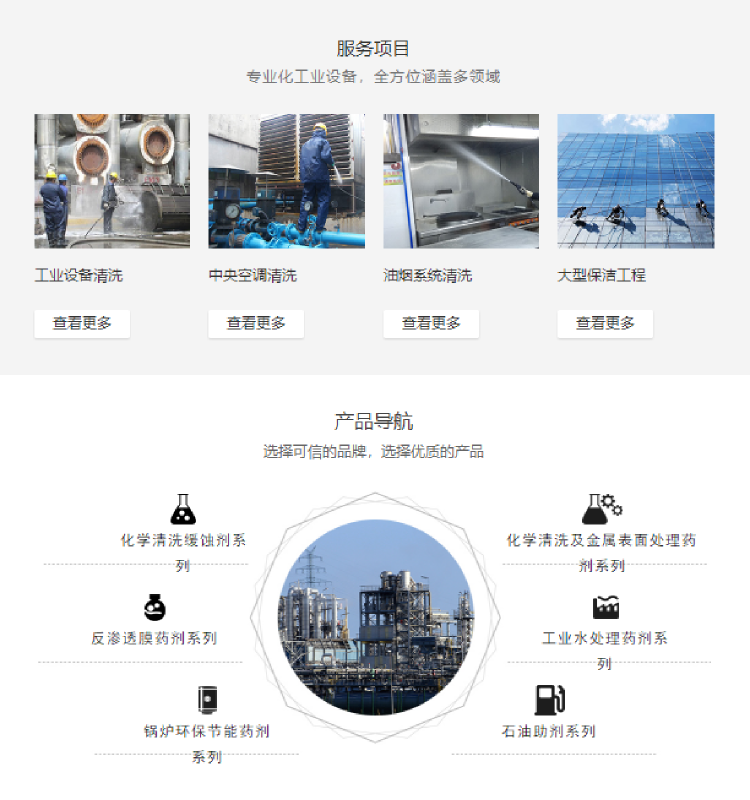 服务项目
专业化工业设备，全方位涵盖多领域
工业设备清洗
中央空调清洗
油烟系统清洗
大型保洁工程
查看更多
查看更多
查看更多
查看更多
产品导航
选择可信的品牌，选择优质的产品
化学清洗缓蚀剂系
列
化学清洗及金属表面处理药
剂系列
反渗透膜药剂系列
工业水处理药剂系
列
锅炉环保节能药剂
系列
石油助剂系列